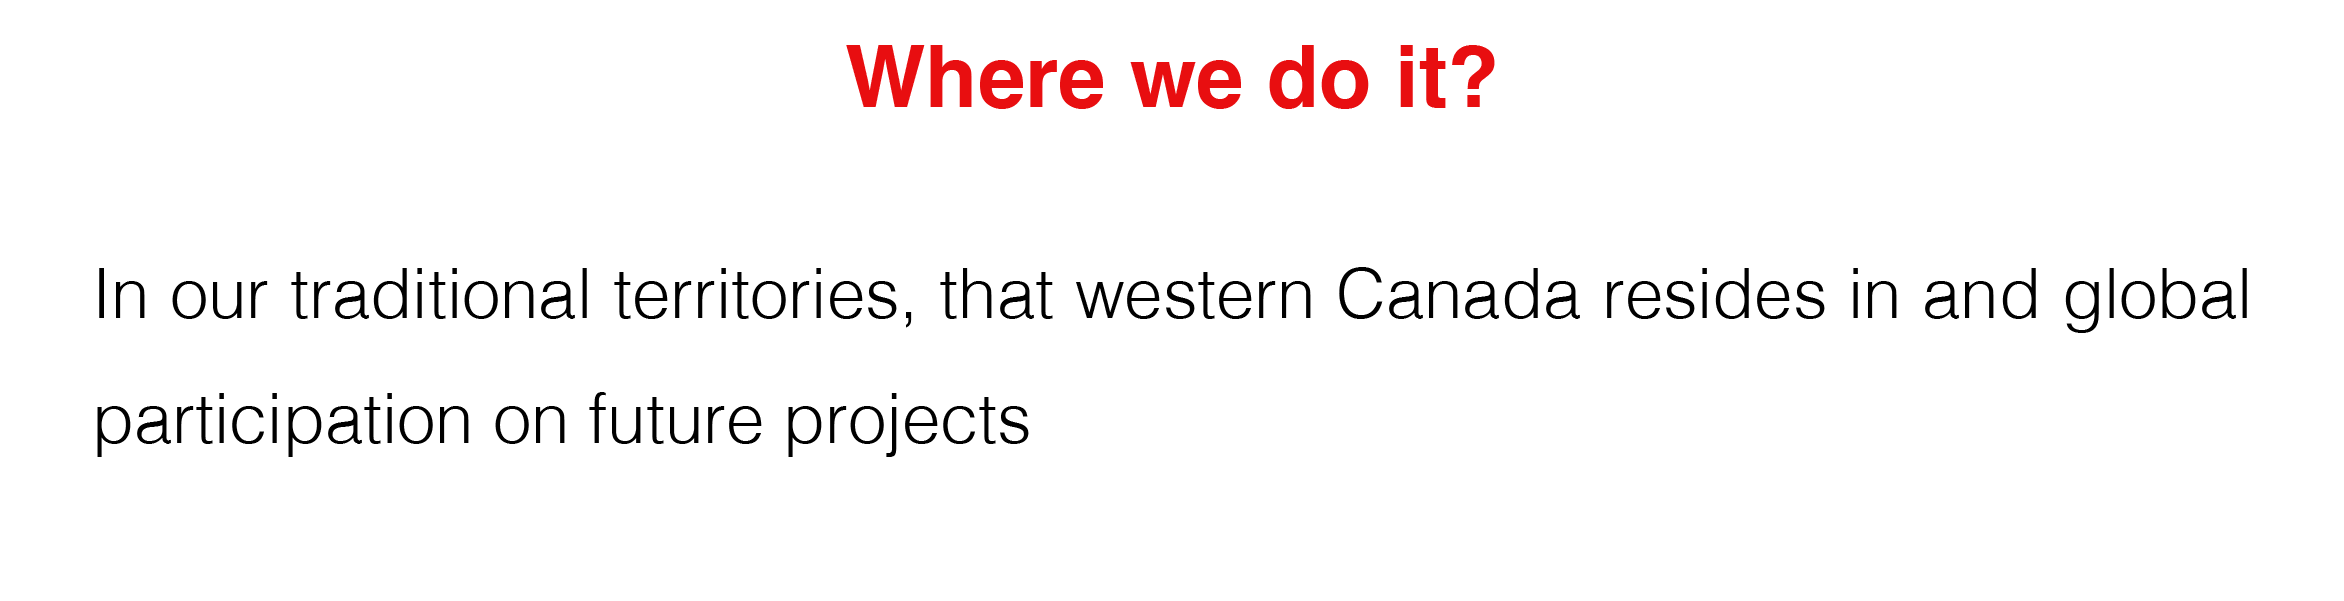 Where we do it?
In our traditional territories, that western Canada resides in and global
participation on future projects